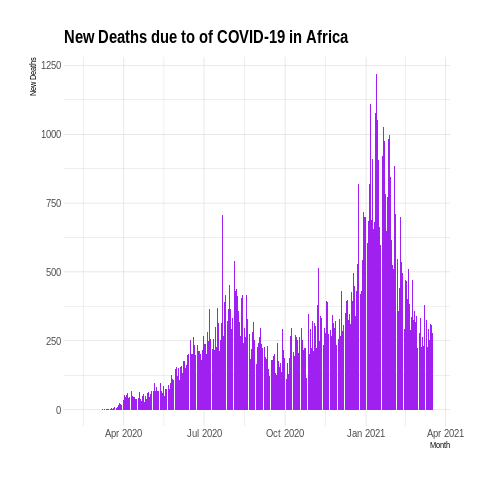 New Deaths due to of COVID-19 in Africa
New Deaths
1250
1000
750
500
250
0
Apr 2020
Jul 2020
Oct 2020
Jan 2021
Apr 2021
Month